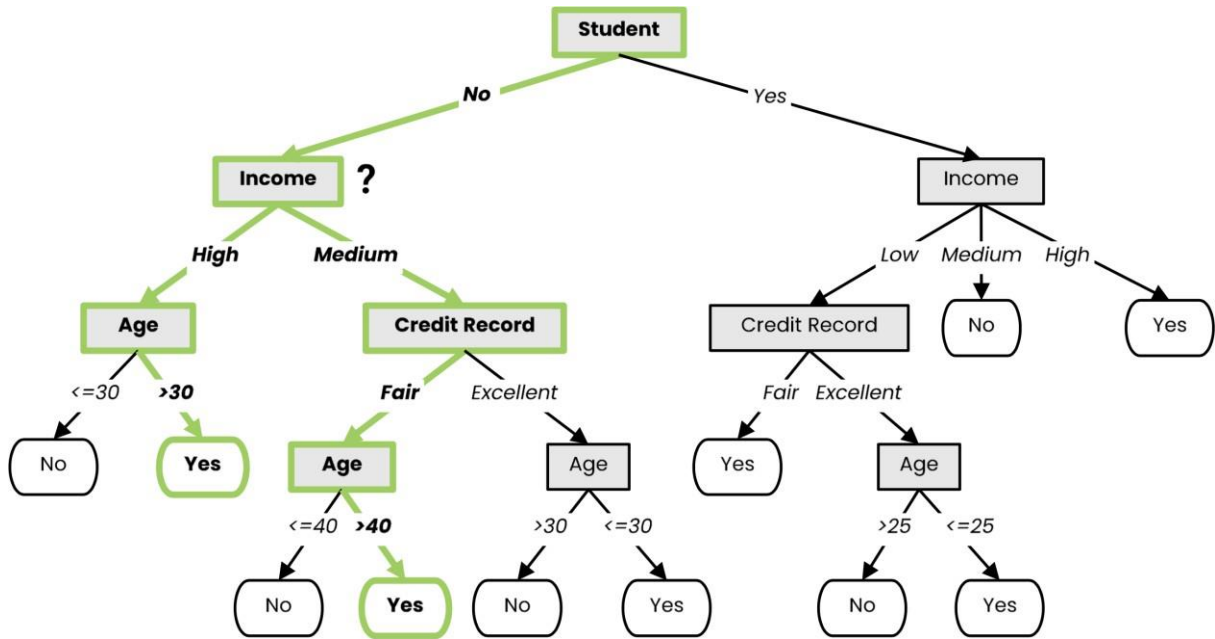 Student
No
Yes
Income
?
Income
High
Medium
Low
Medium
High
Age
Credit Record
Credit Record
No
Yes
<=30
>30
Fair
Excellent
Fair
Excellent
No
Yes
Age
Age
Yes
Age
<=40
>40
>30
<=30
>25
<=25
No
Yes
No
Yes
No
Yes